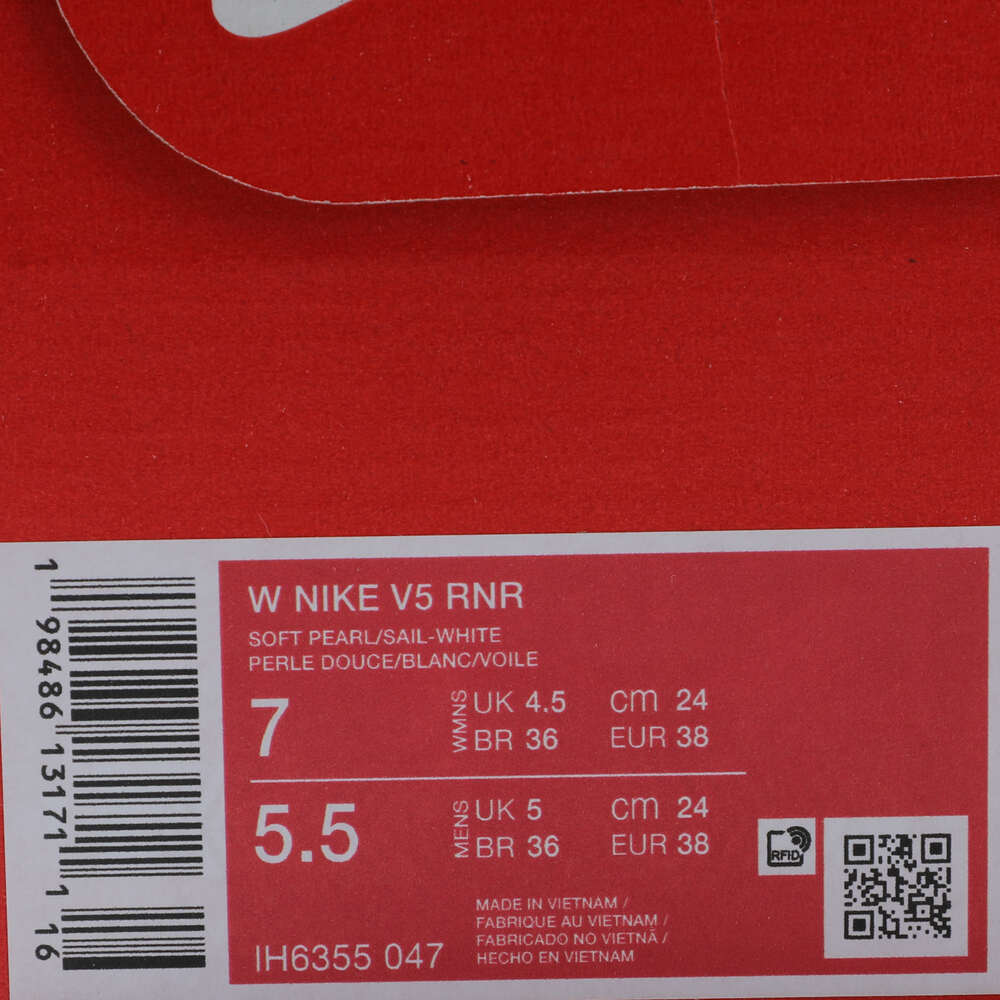 W NIKE V5 RNR
SOFT PEARL/SAIL-WHITE
PERLE DOUCE/BLANC/VOILE
7 WMNS UK 4.5 CM 24
BR 36 EUR 38
5.5 MENS UK 5 CM 24
BR 36 EUR 38
MADE IN VIETNAM /
FABRIQUE AU VIETNAM /
FABRICADO NO VIETNÃ /
HECHO EN VIETNAM
IH6355 047
RFID
1 98486 13171 1 16